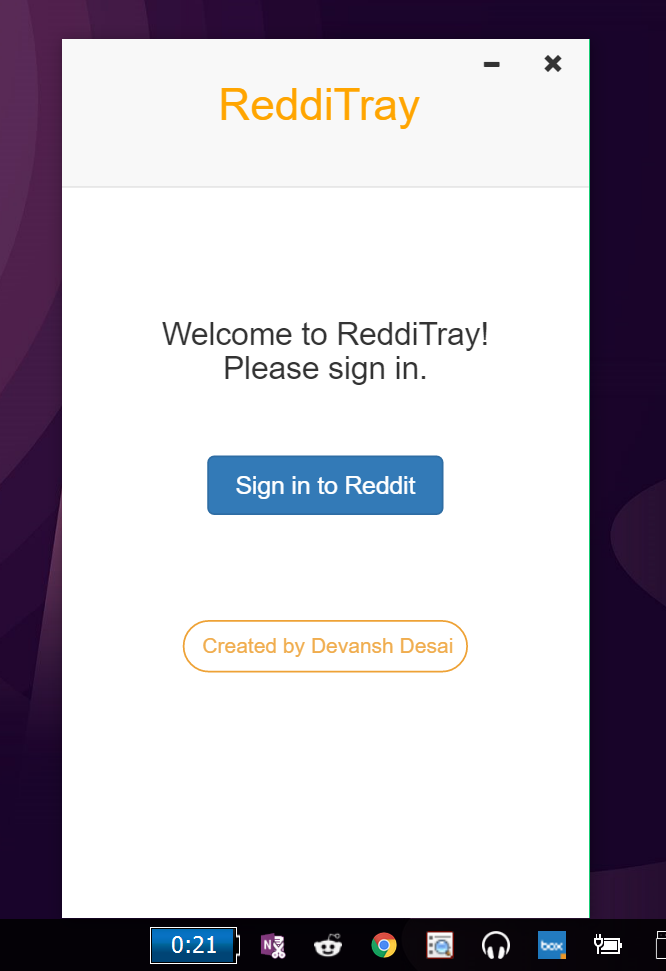 ReddiTray
Welcome to ReddiTray!
Please sign in.
Sign in to Reddit
Created by Devansh Desai
0:21
N
box